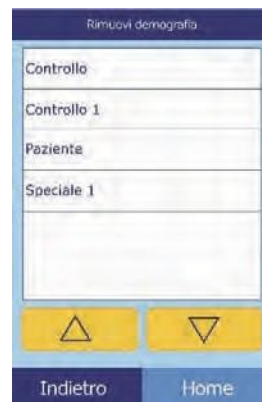 Rimuovi demografia
Controllo
Controllo 1
Paziente
Speciale 1
Indietro Home